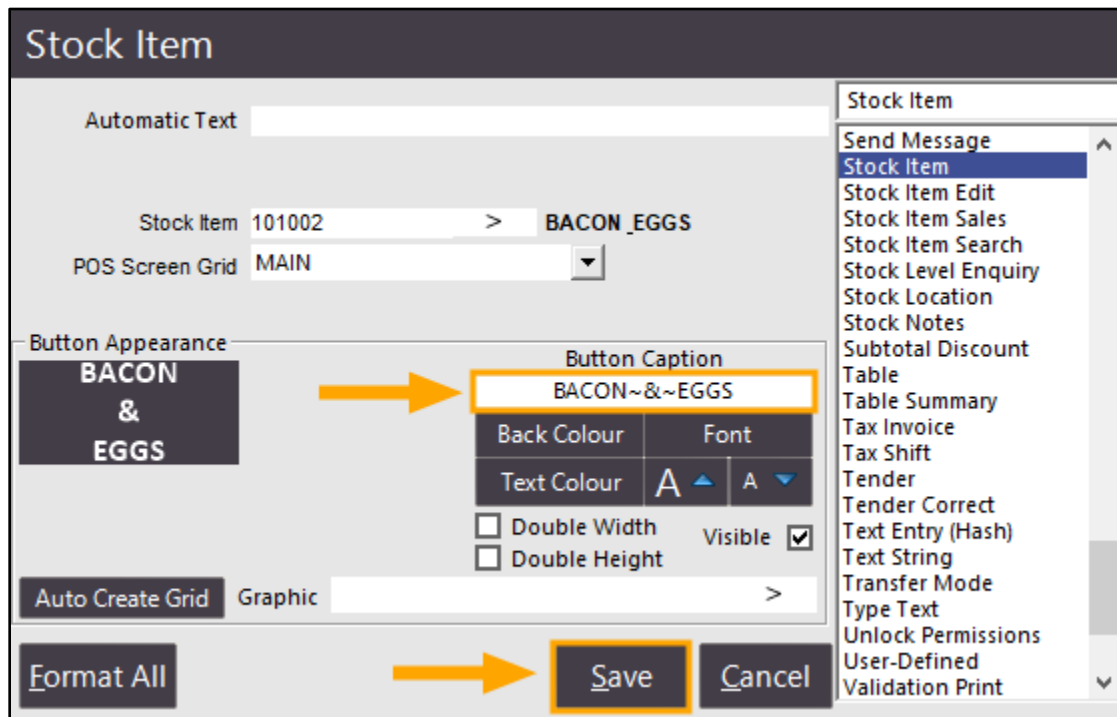 Stock Item
Automatic Text
Stock Item 101002 > BACON_EGGS
POS Screen Grid MAIN
Button Appearance
BACON
&
EGGS
Button Caption
BACON~&~EGGS
Back Colour Font
Text Colour A A
Double Width
Double Height
Visible
Auto Create Grid Graphic >
Format All Save Cancel
Stock Item
Send Message
Stock Item
Stock Item Edit
Stock Item Sales
Stock Item Search
Stock Level Enquiry
Stock Location
Stock Notes
Subtotal Discount
Table
Table Summary
Tax Invoice
Tax Shift
Tender
Tender Correct
Text Entry (Hash)
Text String
Transfer Mode
Type Text
Unlock Permissions
User-Defined
Validation Print